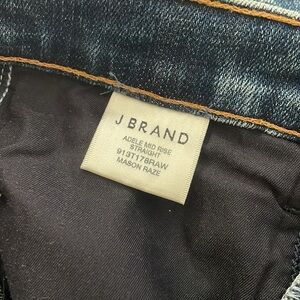 J BRAND
ADELE MID RISE
STRAIGHT
913T178RAW
MASON RAZE